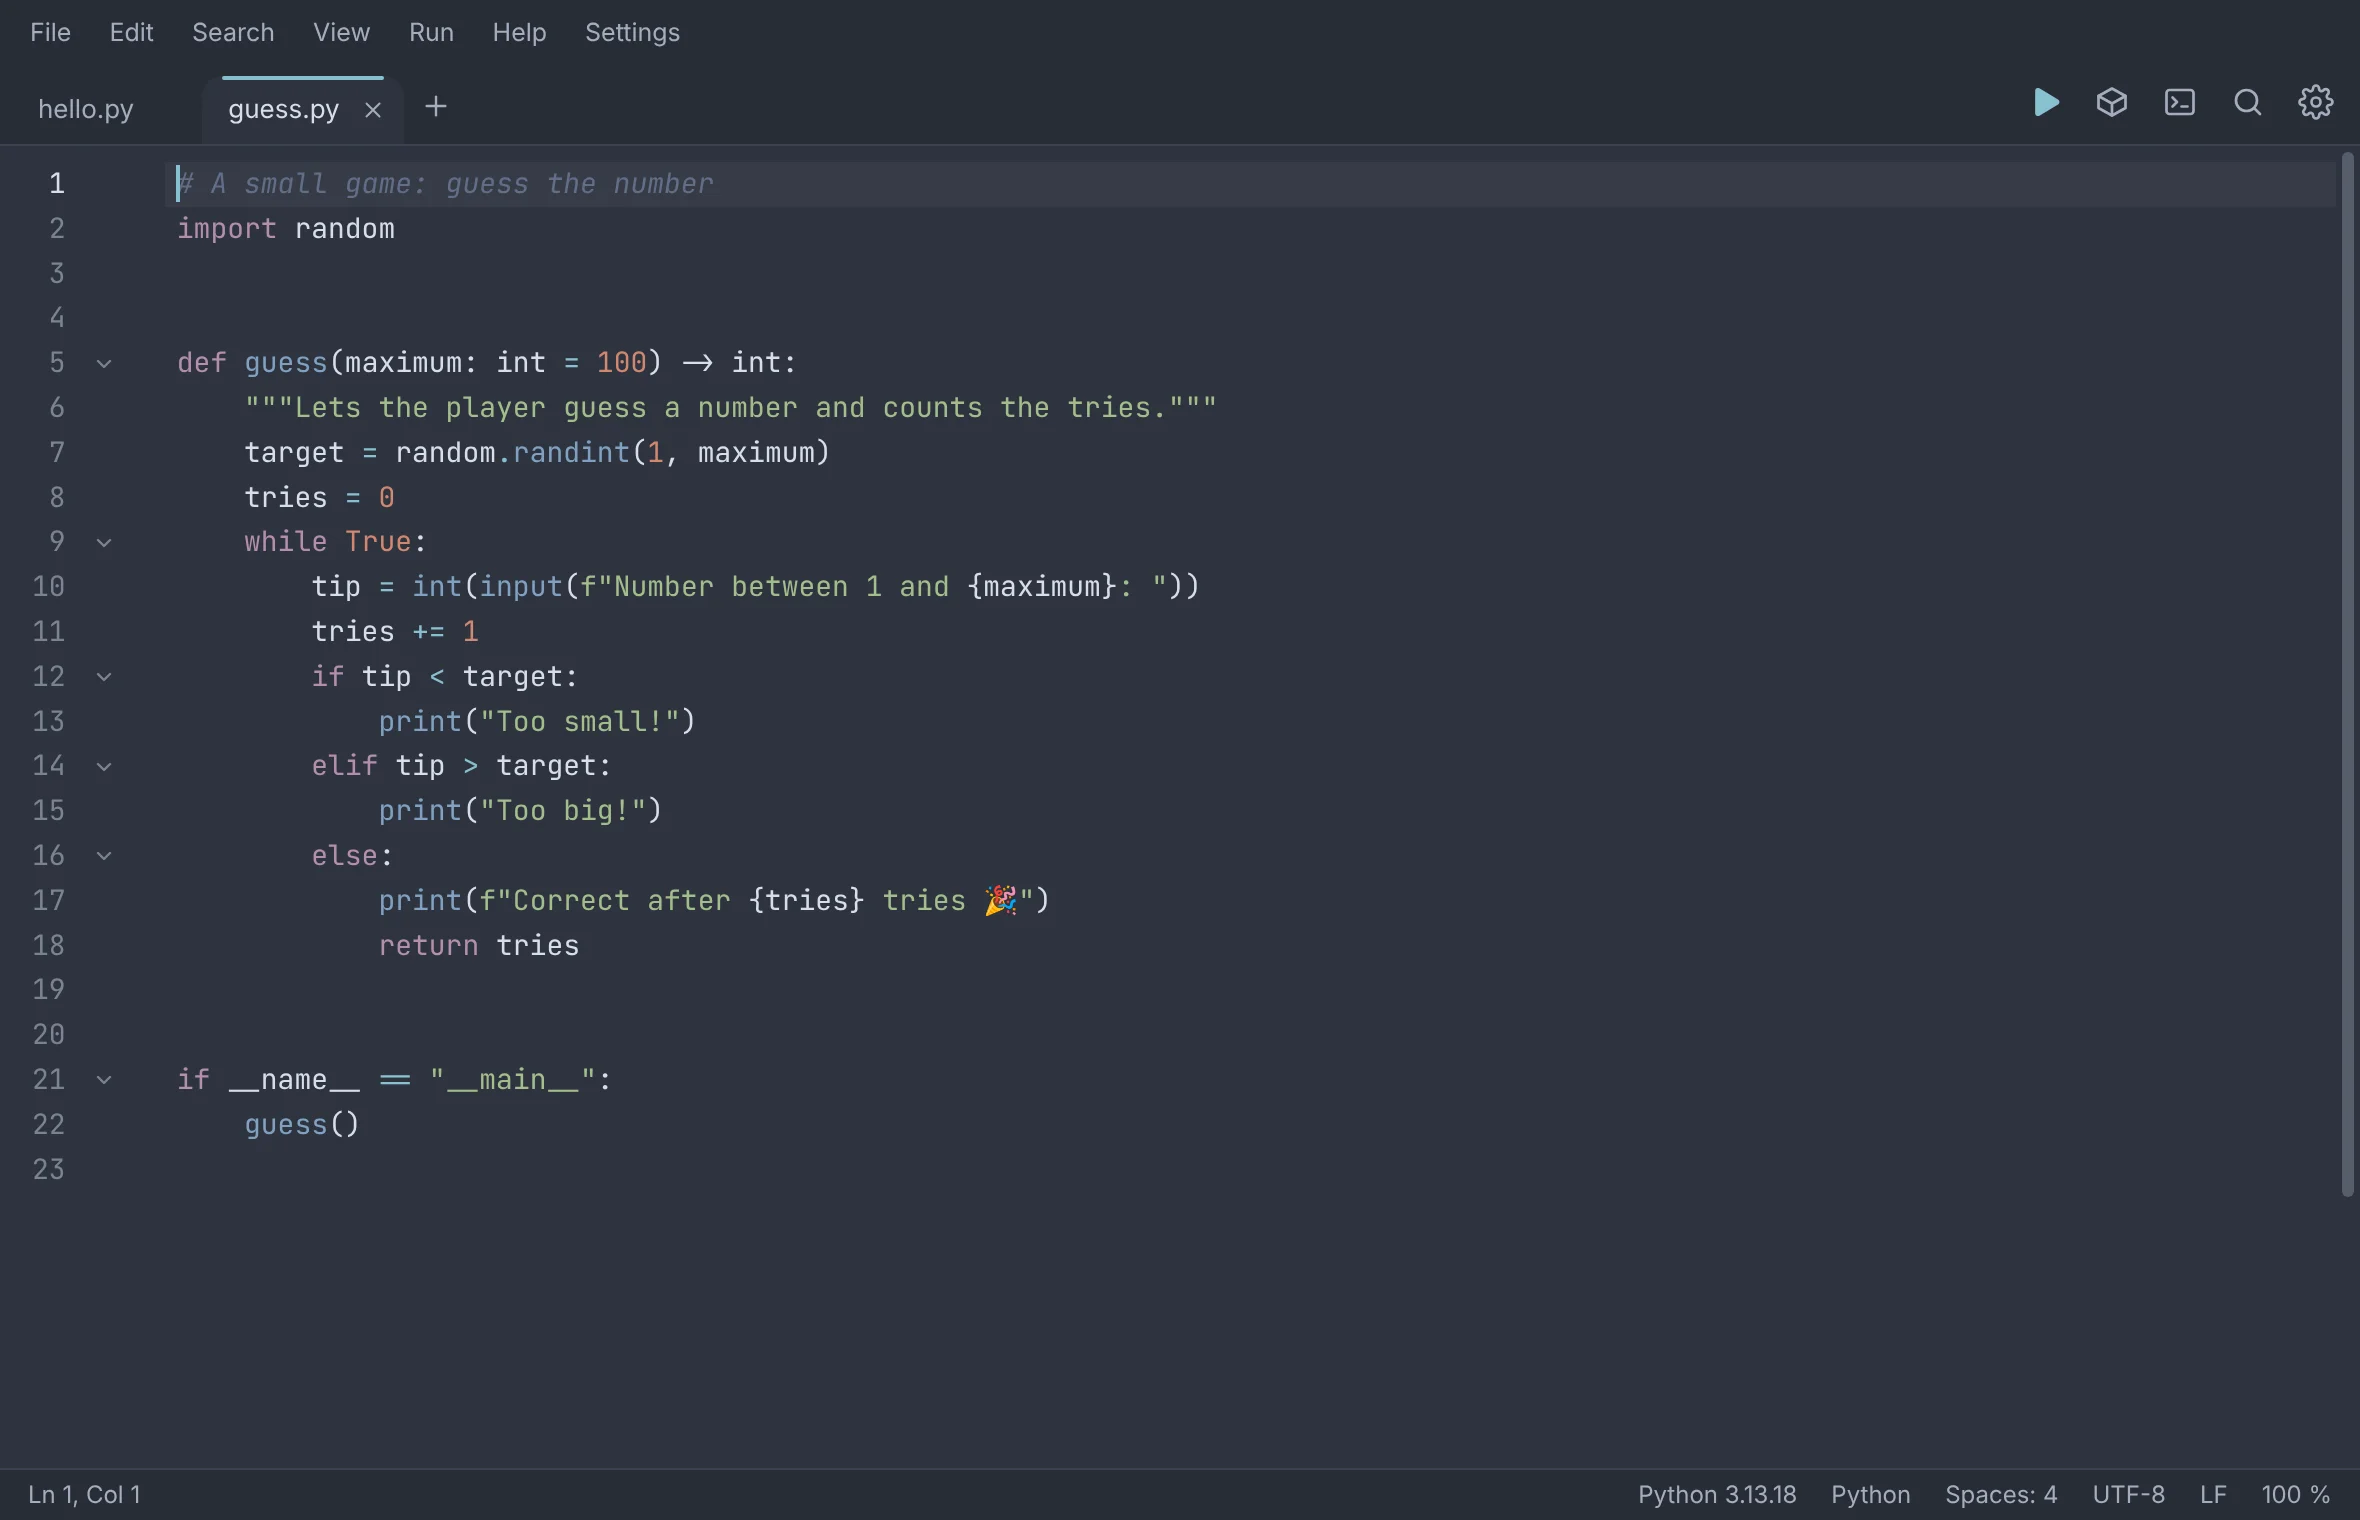 File Edit Search View Run Help Settings
hello.py guess.py
1 # A small game: guess the number
2 import random
3
4
5 def guess(maximum: int = 100) -> int:
6     """Lets the player guess a number and counts the tries."""
7     target = random.randint(1, maximum)
8     tries = 0
9     while True:
10         tip = int(input(f"Number between 1 and {maximum}: "))
11         tries += 1
12         if tip < target:
13             print("Too small!")
14         elif tip > target:
15             print("Too big!")
16         else:
17             print(f"Correct after {tries} tries 🎉")
18             return tries
19
20
21 if __name__ == "__main__":
22     guess()
23
Ln 1, Col 1 Python 3.13.18 Python Spaces: 4 UTF-8 LF 100 %